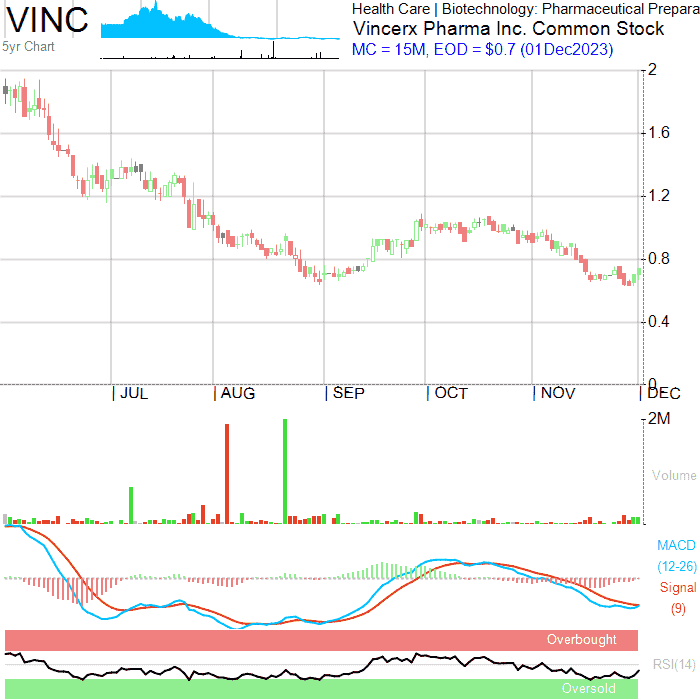 VINC
5yr Chart
Health Care | Biotechnology: Pharmaceutical Prepara
Vincerx Pharma Inc. Common Stock
MC = 15M, EOD = $0.7 (01Dec2023)
2
1.6
1.2
0.8
0.4
0
| JUL | AUG | SEP | OCT | NOV | DEC
2M
Volume
MACD
(12-26)
Signal
(9)
Overbought
RSI(14)
Oversold